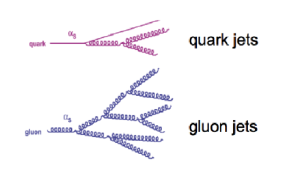 αs
quark
quark jets
αs
gluon
gluon jets